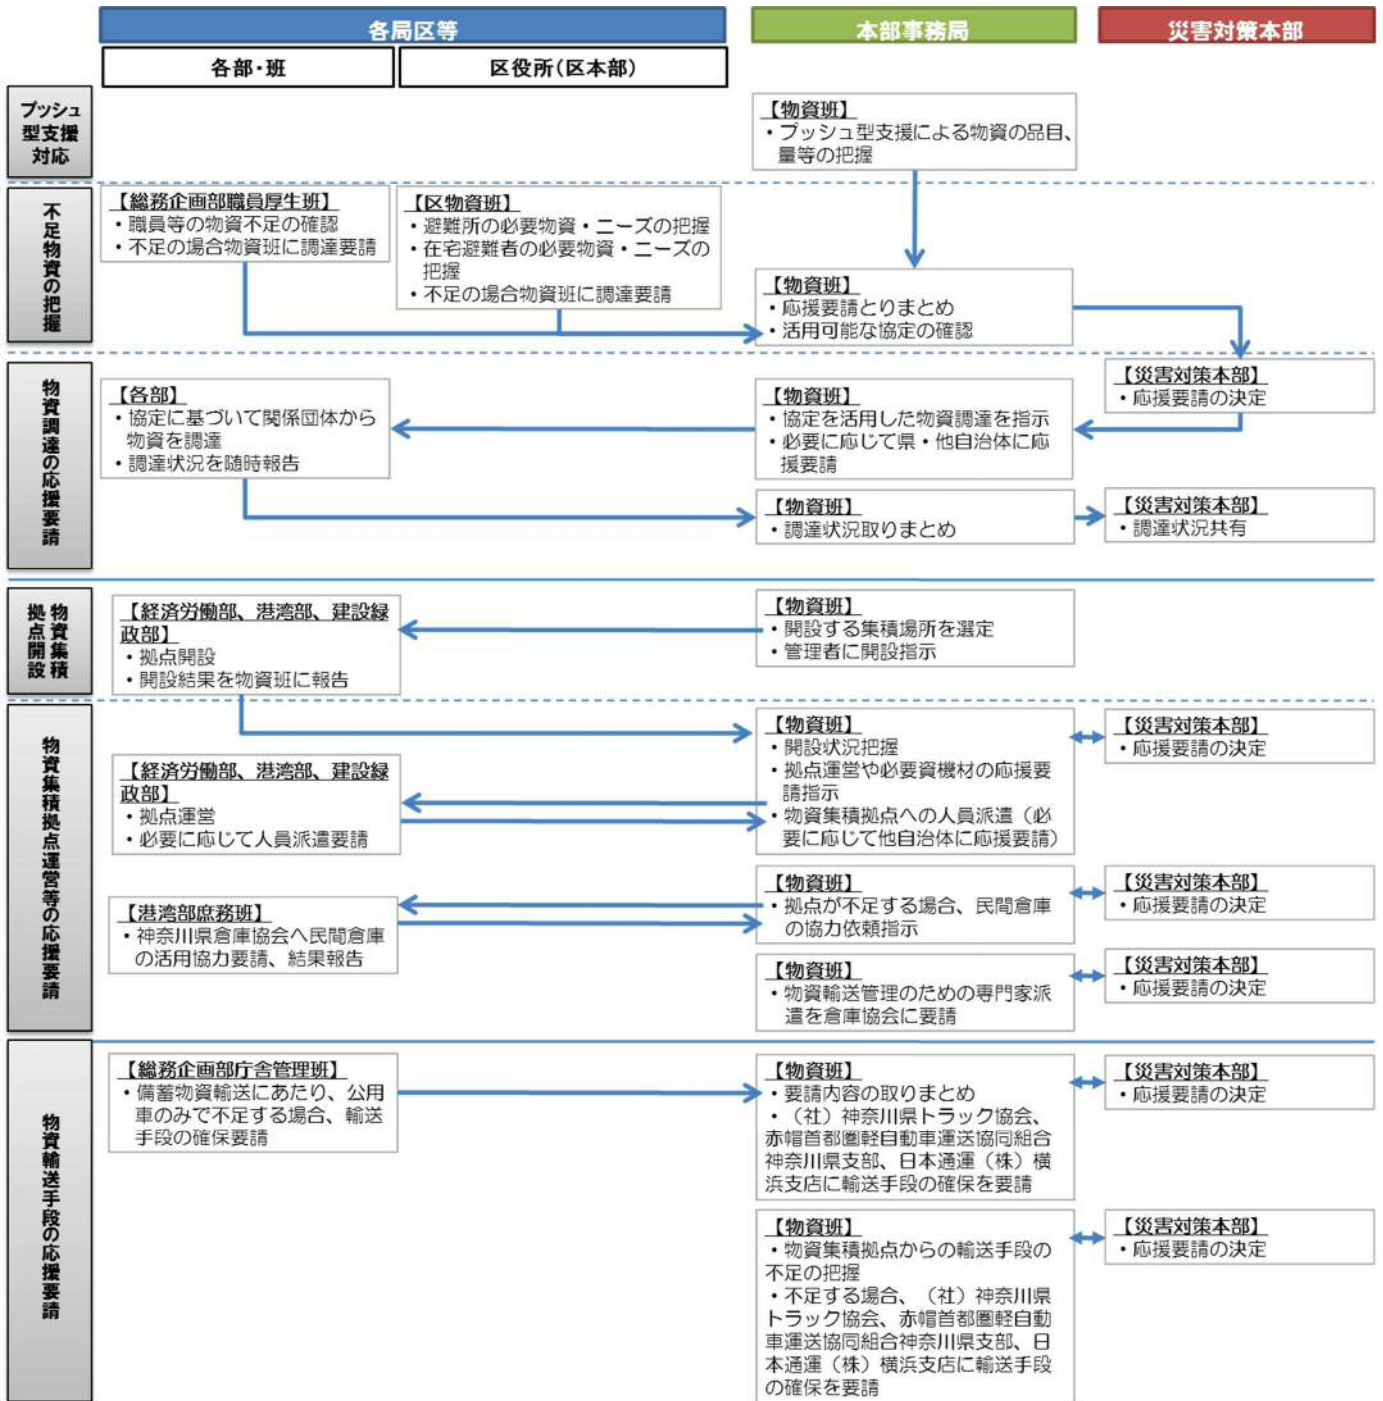 各局区等
本部事務局
災害対策本部
各部・班
区役所(区本部)
プッシュ
型支援
対応
【物資班】
・プッシュ型支援による物資の品目、
量等の把握
不足物資の把握
【総務企画部職員厚生班】
・職員等の物資不足の確認
・不足の場合物資班に調達要請
【区物資班】
・避難所の必要物資・ニーズの把握
・在宅避難者の必要物資・ニーズの
把握
・不足の場合物資班に調達要請
【物資班】
・応援要請とりまとめ
・活用可能な協定の確認
物資調達の応援要請
【各部】
・協定に基づいて関係団体から
物資を調達
・調達状況を随時報告
【物資班】
・協定を活用した物資調達を指示
・必要に応じて県・他自治体に応
援要請
【災害対策本部】
・応援要請の決定
【物資班】
・調達状況取りまとめ
【災害対策本部】
・調達状況共有
物資集積
拠点開設
【経済労働部、港湾部、建設緑
政部】
・拠点開設
・開設結果を物資班に報告
【物資班】
・開設する集積場所を選定
・管理者に開設指示
物資集積拠点運営等の応援要請
【物資班】
・開設状況把握
・拠点運営や必要資機材の応援要
請指示
・物資集積拠点への人員派遣（必
要に応じて他自治体に応援要請）
【災害対策本部】
・応援要請の決定
【経済労働部、港湾部、建設緑
政部】
・拠点運営
・必要に応じて人員派遣要請
【港湾部庶務班】
・神奈川県倉庫協会へ民間倉庫
の活用協力要請、結果報告
【物資班】
・拠点が不足する場合、民間倉庫
の協力依頼指示
【災害対策本部】
・応援要請の決定
【物資班】
・物資輸送管理のための専門家派
遣を倉庫協会に要請
【災害対策本部】
・応援要請の決定
物資輸送手段の応援要請
【総務企画部庁舎管理班】
・備蓄物資輸送にあたり、公用
車のみで不足する場合、輸送
手段の確保要請
【物資班】
・要請内容の取りまとめ
・（社）神奈川県トラック協会、
赤帽首都圏軽自動車運送協同組合
神奈川県支部、日本通運（株）横
浜支店に輸送手段の確保を要請
【災害対策本部】
・応援要請の決定
【物資班】
・物資集積拠点からの輸送手段の
不足の把握
・不足する場合、（社）神奈川県
トラック協会、赤帽首都圏軽自動
車運送協同組合神奈川県支部、日
本通運（株）横浜支店に輸送手段
の確保を要請
【災害対策本部】
・応援要請の決定